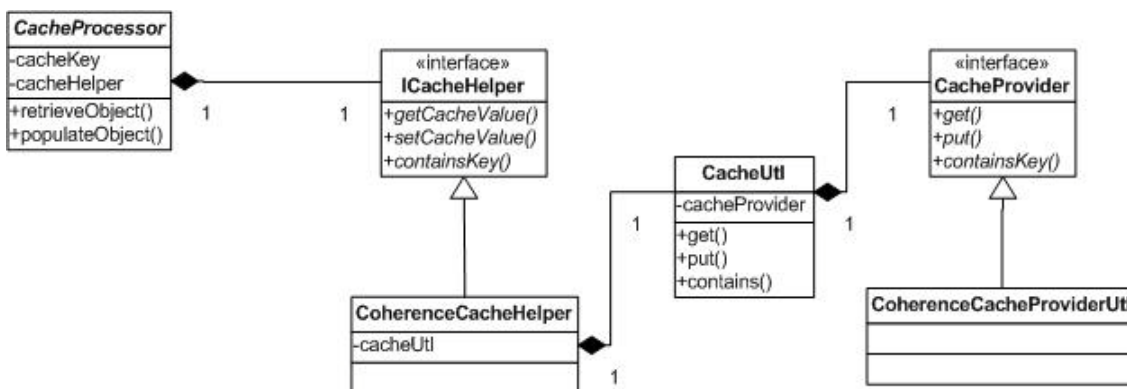 CacheProcessor
-cacheKey
-cacheHelper
+retrieveObject()
+populateObject()
1
1
«interface»
ICacheHelper
+getCacheValue()
+setCacheValue()
+containsKey()
CoherenceCacheHelper
-cacheUtl
1
1
CacheUtl
-cacheProvider
+get()
+put()
+contains()
1
1
«interface»
CacheProvider
+get()
+put()
+containsKey()
CoherenceCacheProviderUtl